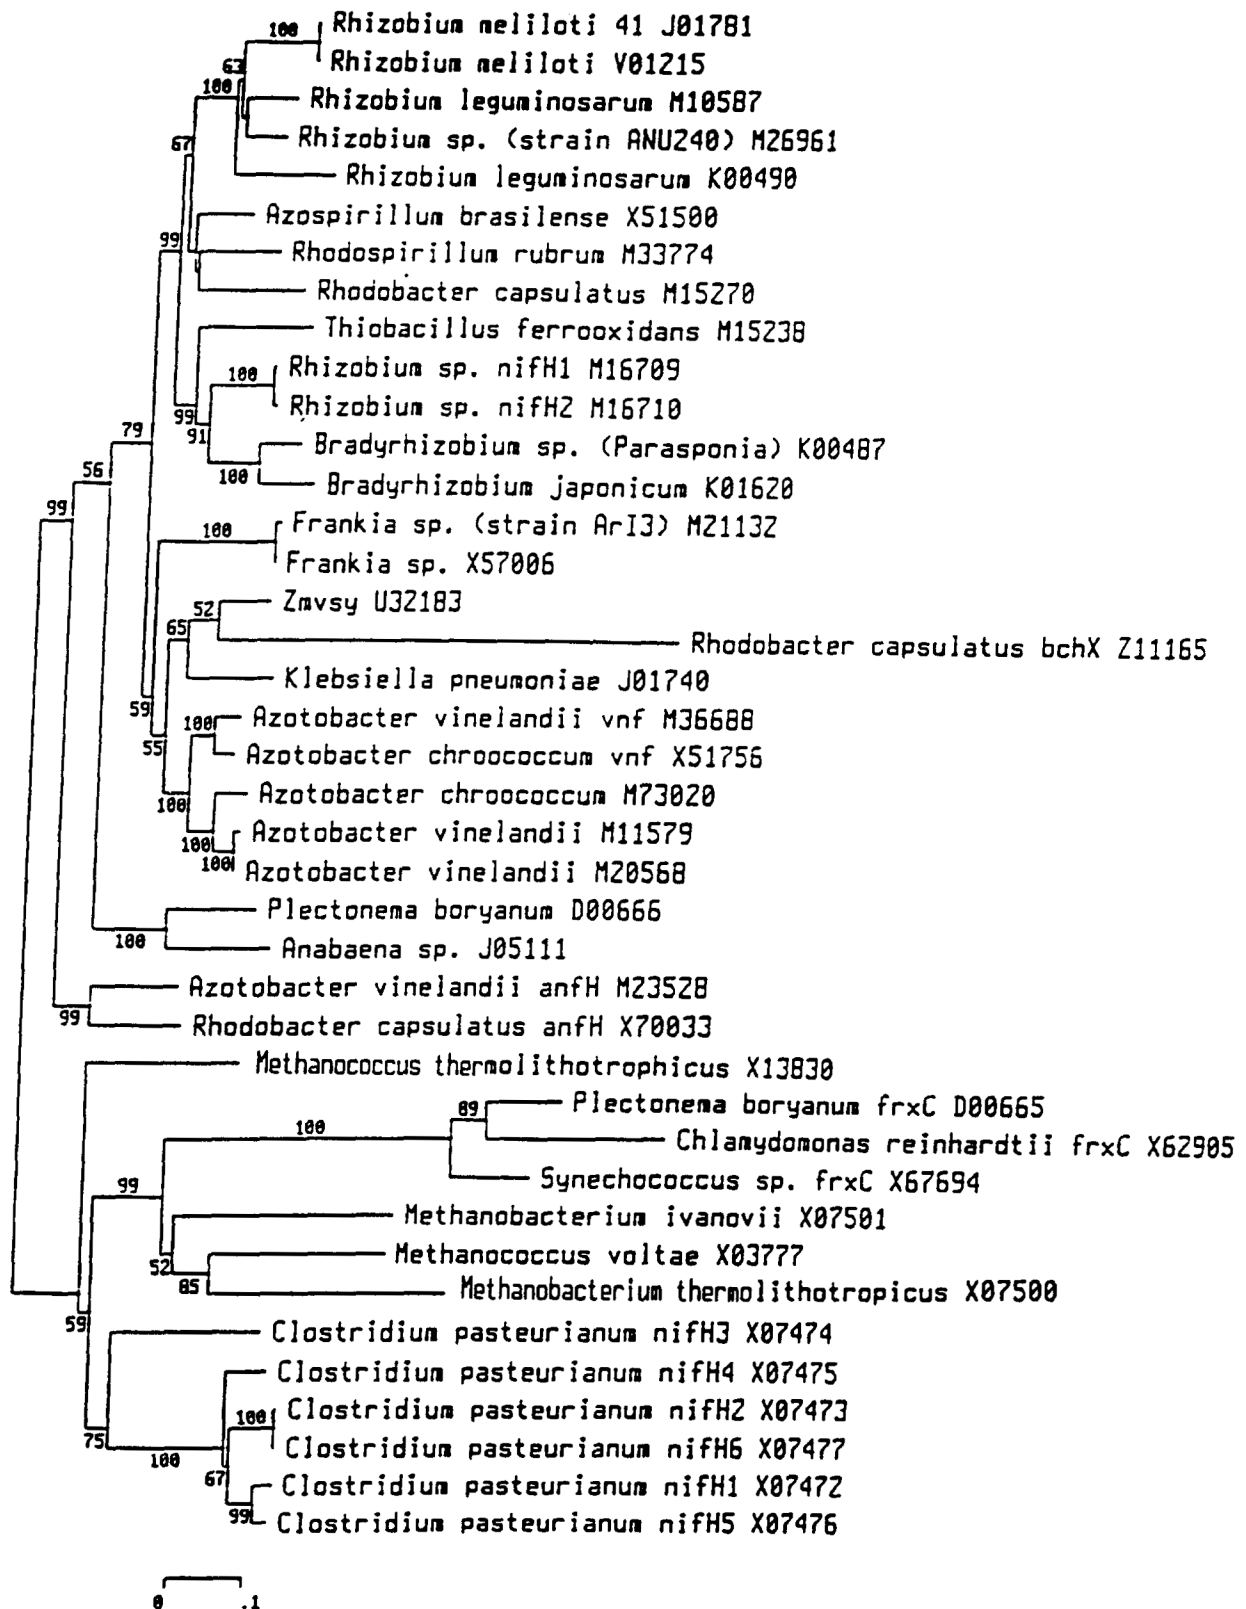 100 Rhizobium meliloti 41 J01781
Rhizobium meliloti V01215
63
100 Rhizobium leguminosarum M10587
67 Rhizobium sp. (strain ANU240) M26961
Rhizobium leguminosarum K00490
Azospirillum brasilense X51500
99 Rhodospirillum rubrum M33774
Rhodobacter capsulatus M15270
Thiobacillus ferrooxidans M15238
100 Rhizobium sp. nifH1 M16709
99 Rhizobium sp. nifH2 M16710
79 91 Bradyrhizobium sp. (Parasponia) K00487
56 100 Bradyrhizobium japonicum K01620
99 100 Frankia sp. (strain ArI3) M21132
Frankia sp. X57006
52 Zmvsy U32183
65 Rhodobacter capsulatus bchX Z11165
Klebsiella pneumoniae J01740
59 100 Azotobacter vinelandii vnf M36688
55 Azotobacter chroococcum vnf X51756
100 Azotobacter chroococcum M73020
100 Azotobacter vinelandii M11579
100 Azotobacter vinelandii M20568
Plectonema boryanum D00666
100 Anabaena sp. J05111
Azotobacter vinelandii anfH M23528
99 Rhodobacter capsulatus anfH X70033
Methanococcus thermolithotrophicus X13830
89 Plectonema boryanum frxC D00665
100 Chlamydomonas reinhardtii frxC X62905
99 Synechococcus sp. frxC X67694
Methanobacterium ivanovii X07501
52 Methanococcus voltae X03777
85 Methanobacterium thermolithotropicus X07500
59 Clostridium pasteurianum nifH3 X07474
Clostridium pasteurianum nifH4 X07475
100 Clostridium pasteurianum nifH2 X07473
75 100 Clostridium pasteurianum nifH6 X07477
67 Clostridium pasteurianum nifH1 X07472
99 Clostridium pasteurianum nifH5 X07476
0 .1